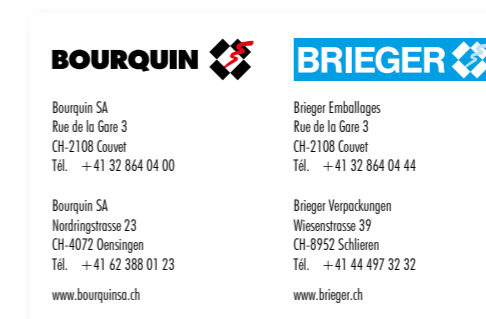 BOURQUIN
Bourquin SA
Rue de la Gare 3
CH-2108 Couvet
Tél. +41 32 864 04 00
Bourquin SA
Nordringstrasse 23
CH-4072 Oensingen
Tél. +41 62 388 01 23
www.bourquinsa.ch
BRIEGER
Brieger Emballages
Rue de la Gare 3
CH-2108 Couvet
Tél. +41 32 864 04 44
Brieger Verpackungen
Wiesenstrasse 39
CH-8952 Schlieren
Tél. +41 44 497 32 32
www.brieger.ch